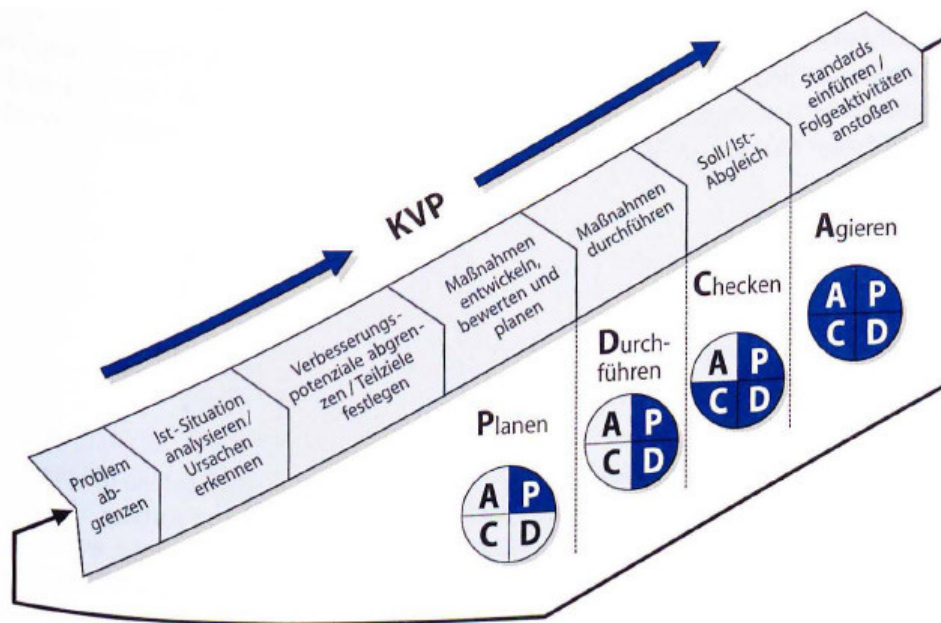 KVP
Problem
ab-
grenzen
Ist-Situation
analysieren/
Ursachen
erkennen
Verbesserungs-
potenziale abgren-
zen/Teilziele
festlegen
Maßnahmen
entwickeln,
bewerten und
planen
Maßnahmen
durchführen
Soll/Ist-
Abgleich
Standards
einführen/
Folgeaktivitäten
anstoßen
Planen
A P
C D
Durch-
führen
A P
C D
Checken
A P
C D
Agieren
A P
C D